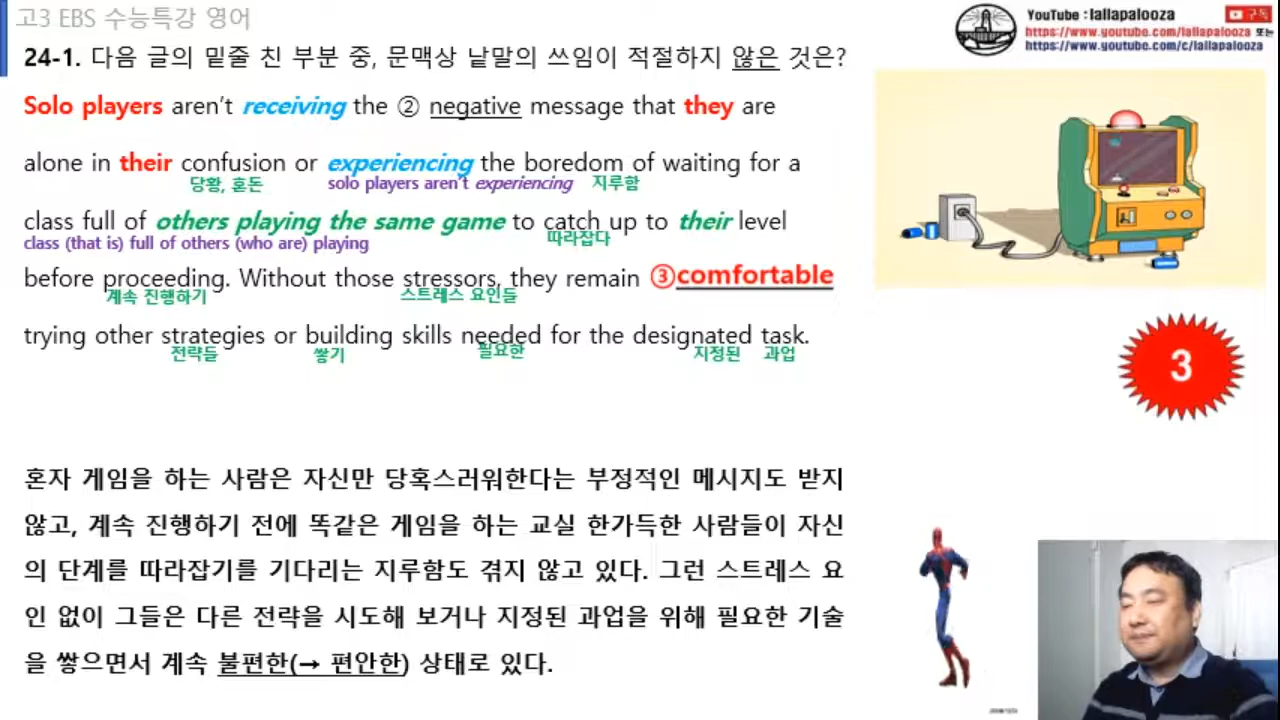 고3 EBS 수능특강 영어
YouTube : lallapalooza
구독
https://www.youtube.com/lallapalooza 또는
https://www.youtube.com/c/lallapalooza
24-1. 다음 글의 밑줄 친 부분 중, 문맥상 낱말의 쓰임이 적절하지 않은 것은?
Solo players aren't receiving the ② negative message that they are
alone in their confusion or experiencing the boredom of waiting for a
당황, 혼돈 solo players aren't experiencing 지루함
class full of others playing the same game to catch up to their level
class (that is) full of others (who are) playing 따라잡다
before proceeding. Without those stressors, they remain ③comfortable
계속 진행하기 스트레스 요인들
trying other strategies or building skills needed for the designated task.
전략들 쌓기 필요한 지정된 과업
3
혼자 게임을 하는 사람은 자신만 당혹스러워한다는 부정적인 메시지도 받지
않고, 계속 진행하기 전에 똑같은 게임을 하는 교실 한가득한 사람들이 자신
의 단계를 따라잡기를 기다리는 지루함도 겪지 않고 있다. 그런 스트레스 요
인 없이 그들은 다른 전략을 시도해 보거나 지정된 과업을 위해 필요한 기술
을 쌓으면서 계속 불편한(→ 편안한) 상태로 있다.